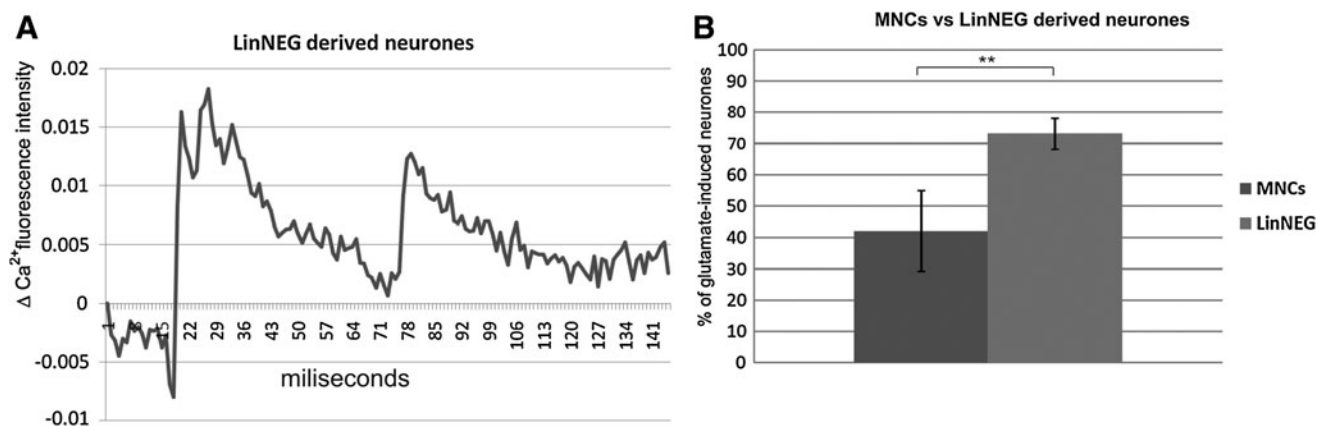 A
LinNEG derived neurones
Δ Ca²⁺fluorescence intensity
0.02
0.015
0.01
0.005
0
-0.005
-0.01
1 8 15 22 29 36 43 50 57 64 71 78 85 92 99 106 113 120 127 134 141
miliseconds
B
MNCs vs LinNEG derived neurones
% of glutamate-induced neurones
100
90
80
70
60
50
40
30
20
10
0
**
MNCs
LinNEG